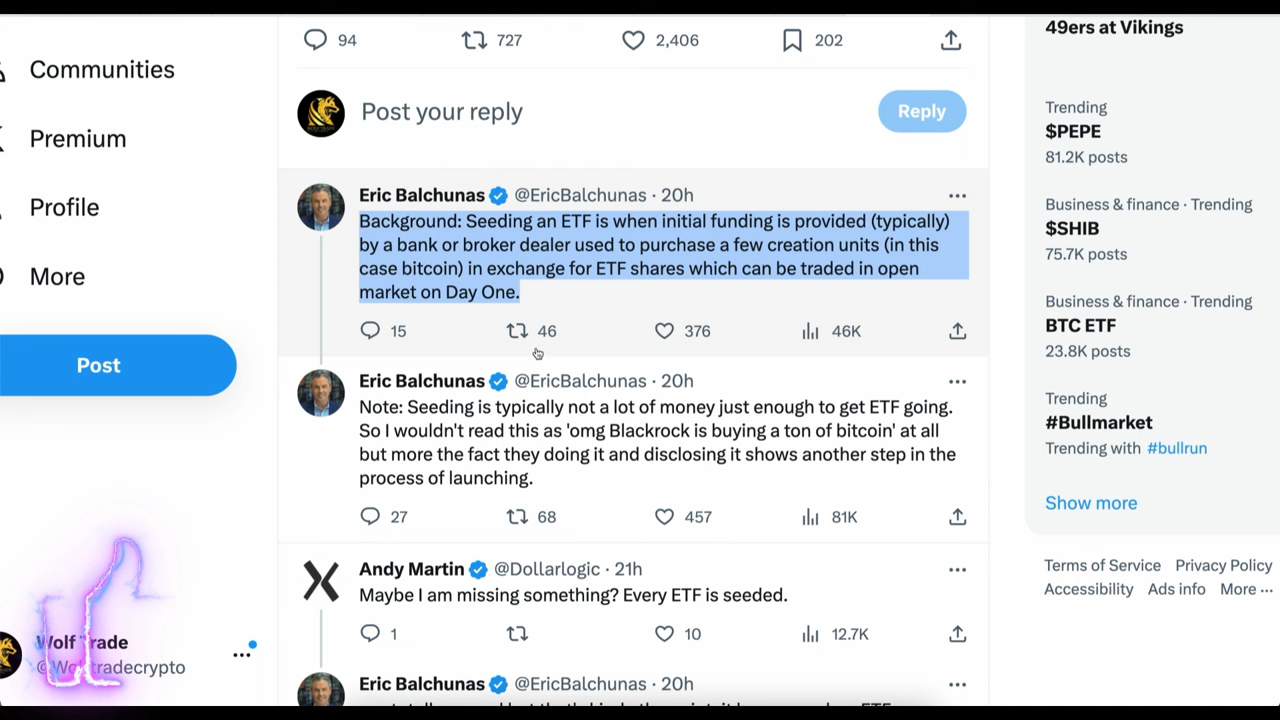 Communities
Premium
Profile
More
Post
Wolf Trade
@Wolftradecrypto
94 727 2,406 202
Post your reply
Reply
Eric Balchunas @EricBalchunas · 20h
Background: Seeding an ETF is when initial funding is provided (typically)
by a bank or broker dealer used to purchase a few creation units (in this
case bitcoin) in exchange for ETF shares which can be traded in open
market on Day One.
15 46 376 46K
Eric Balchunas @EricBalchunas · 20h
Note: Seeding is typically not a lot of money just enough to get ETF going.
So I wouldn't read this as 'omg Blackrock is buying a ton of bitcoin' at all
but more the fact they doing it and disclosing it shows another step in the
process of launching.
27 68 457 81K
Andy Martin @Dollarlogic · 21h
Maybe I am missing something? Every ETF is seeded.
1 10 12.7K
Eric Balchunas @EricBalchunas · 20h
49ers at Vikings
Trending
$PEPE
81.2K posts
Business & finance · Trending
$SHIB
75.7K posts
Business & finance · Trending
BTC ETF
23.8K posts
Trending
#Bullmarket
Trending with #bullrun
Show more
Terms of Service Privacy Policy
Accessibility Ads info More ···